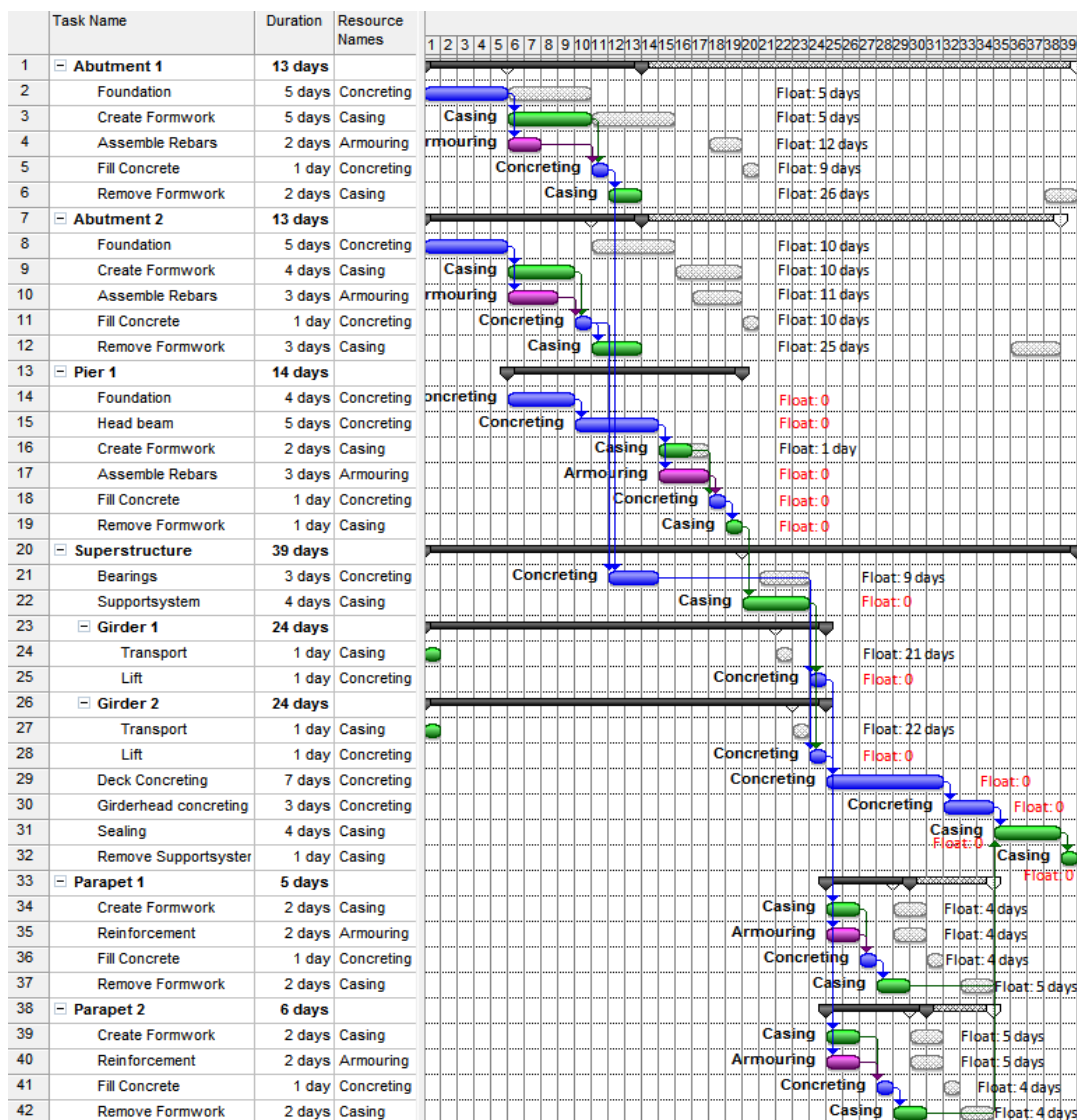 Task Name Duration Resource
Names
1 2 3 4 5 6 7 8 9 10 11 12 13 14 15 16 17 18 19 20 21 22 23 24 25 26 27 28 29 30 31 32 33 34 35 36 37 38 39
1 Abutment 1 13 days
2 Foundation 5 days Concreting Float: 5 days
3 Create Formwork 5 days Casing Casing Float: 5 days
4 Assemble Rebars 2 days Armouring rmouring Float: 12 days
5 Fill Concrete 1 day Concreting Concreting Float: 9 days
6 Remove Formwork 2 days Casing Casing Float: 26 days
7 Abutment 2 13 days
8 Foundation 5 days Concreting Float: 10 days
9 Create Formwork 4 days Casing Casing Float: 10 days
10 Assemble Rebars 3 days Armouring rmouring Float: 11 days
11 Fill Concrete 1 day Concreting Concreting Float: 10 days
12 Remove Formwork 3 days Casing Casing Float: 25 days
13 Pier 1 14 days
14 Foundation 4 days Concreting oncreting Float: 0
15 Head beam 5 days Concreting Concreting Float: 0
16 Create Formwork 2 days Casing Casing Float: 1 day
17 Assemble Rebars 3 days Armouring Armouring Float: 0
18 Fill Concrete 1 day Concreting Concreting Float: 0
19 Remove Formwork 1 day Casing Casing Float: 0
20 Superstructure 39 days
21 Bearings 3 days Concreting Concreting Float: 9 days
22 Supportsystem 4 days Casing Casing Float: 0
23 Girder 1 24 days
24 Transport 1 day Casing Float: 21 days
25 Lift 1 day Concreting Concreting Float: 0
26 Girder 2 24 days
27 Transport 1 day Casing Float: 22 days
28 Lift 1 day Concreting Concreting Float: 0
29 Deck Concreting 7 days Concreting Concreting Float: 0
30 Girderhead concreting 3 days Concreting Concreting Float: 0
31 Sealing 4 days Casing Casing Float: 0
32 Remove Supportsyster 1 day Casing Casing Float: 0
33 Parapet 1 5 days
34 Create Formwork 2 days Casing Casing Float: 4 days
35 Reinforcement 2 days Armouring Armouring Float: 4 days
36 Fill Concrete 1 day Concreting Concreting Float: 4 days
37 Remove Formwork 2 days Casing Casing Float: 5 days
38 Parapet 2 6 days
39 Create Formwork 2 days Casing Casing Float: 5 days
40 Reinforcement 2 days Armouring Armouring Float: 5 days
41 Fill Concrete 1 day Concreting Concreting Float: 4 days
42 Remove Formwork 2 days Casing Casing Float: 4 days